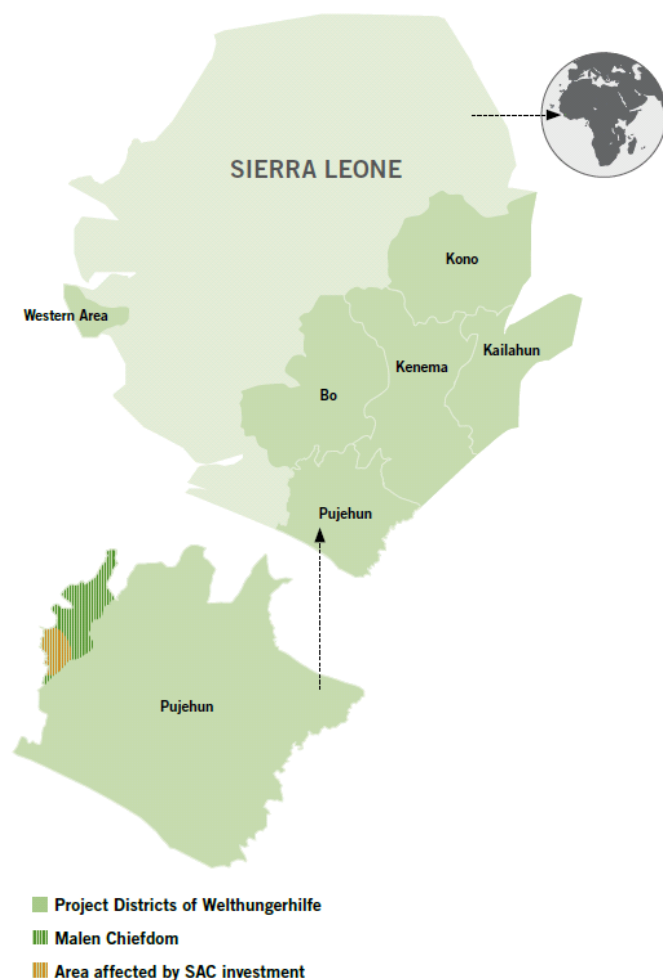 SIERRA LEONE
Kono
Western Area
Kailahun
Kenema
Bo
Pujehun
Pujehun
Project Districts of Welthungerhilfe
Malen Chiefdom
Area affected by SAC investment